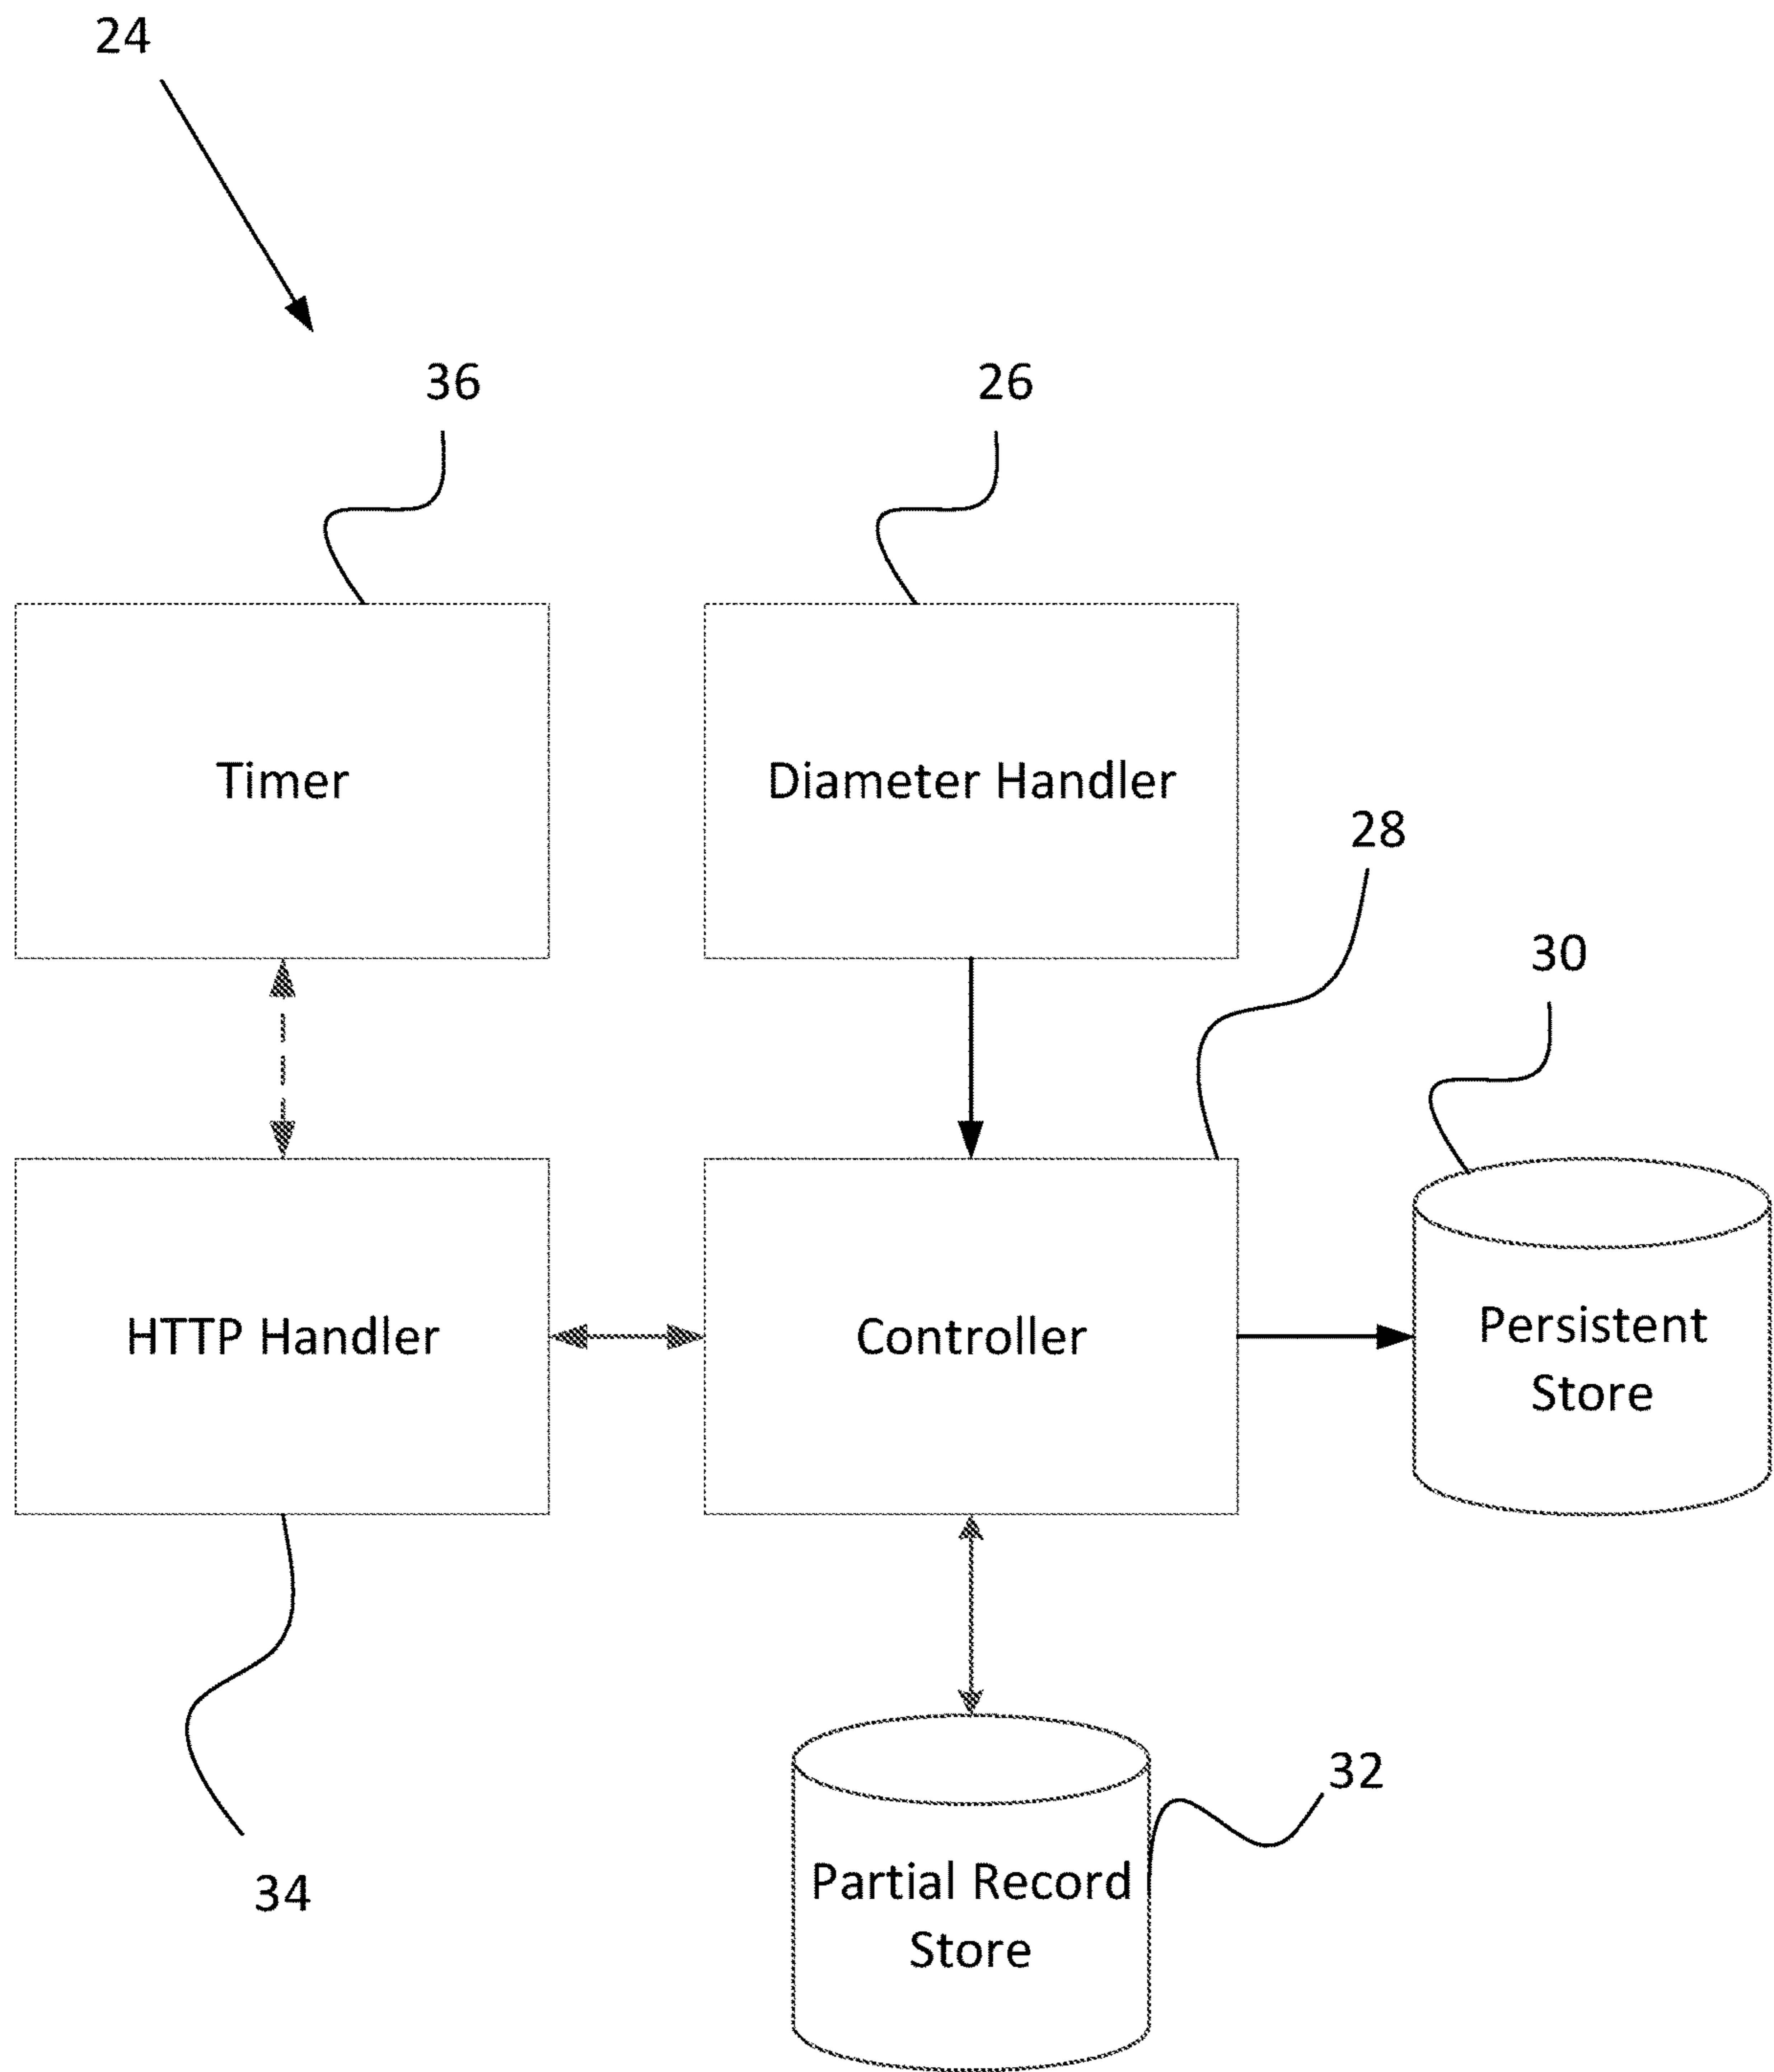 24
36
26
Timer
Diameter Handler
28
30
HTTP Handler
Controller
Persistent
Store
32
Partial Record
Store
34